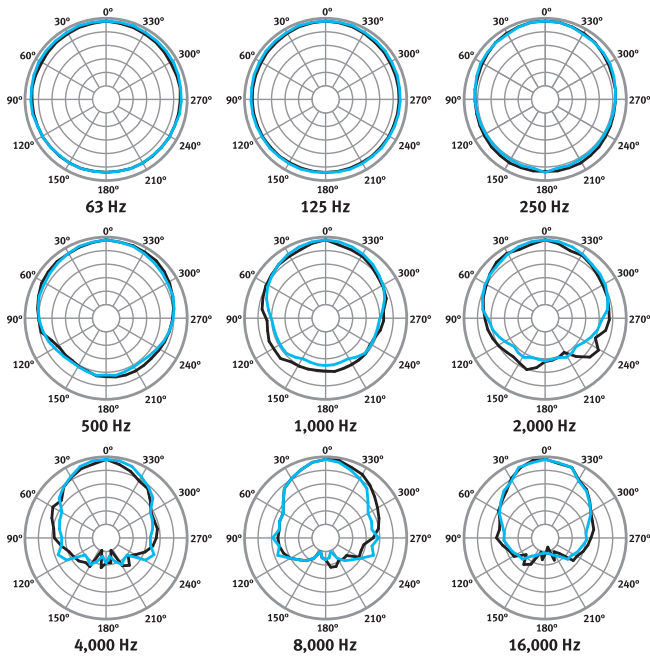 0° 0° 0°
30° 330° 30° 330° 30° 330°
60° 300° 60° 300° 60° 300°
90° 270° 90° 270° 90° 270°
120° 240° 120° 240° 120° 240°
150° 210° 150° 210° 150° 210°
180° 180° 180°
63 Hz 125 Hz 250 Hz
0° 0° 0°
30° 330° 30° 330° 30° 330°
60° 300° 60° 300° 60° 300°
90° 270° 90° 270° 90° 270°
120° 240° 120° 240° 120° 240°
150° 210° 150° 210° 150° 210°
180° 180° 180°
500 Hz 1,000 Hz 2,000 Hz
0° 0° 0°
30° 330° 30° 330° 30° 330°
60° 300° 60° 300° 60° 300°
90° 270° 90° 270° 90° 270°
120° 240° 120° 240° 120° 240°
150° 210° 150° 210° 150° 210°
180° 180° 180°
4,000 Hz 8,000 Hz 16,000 Hz